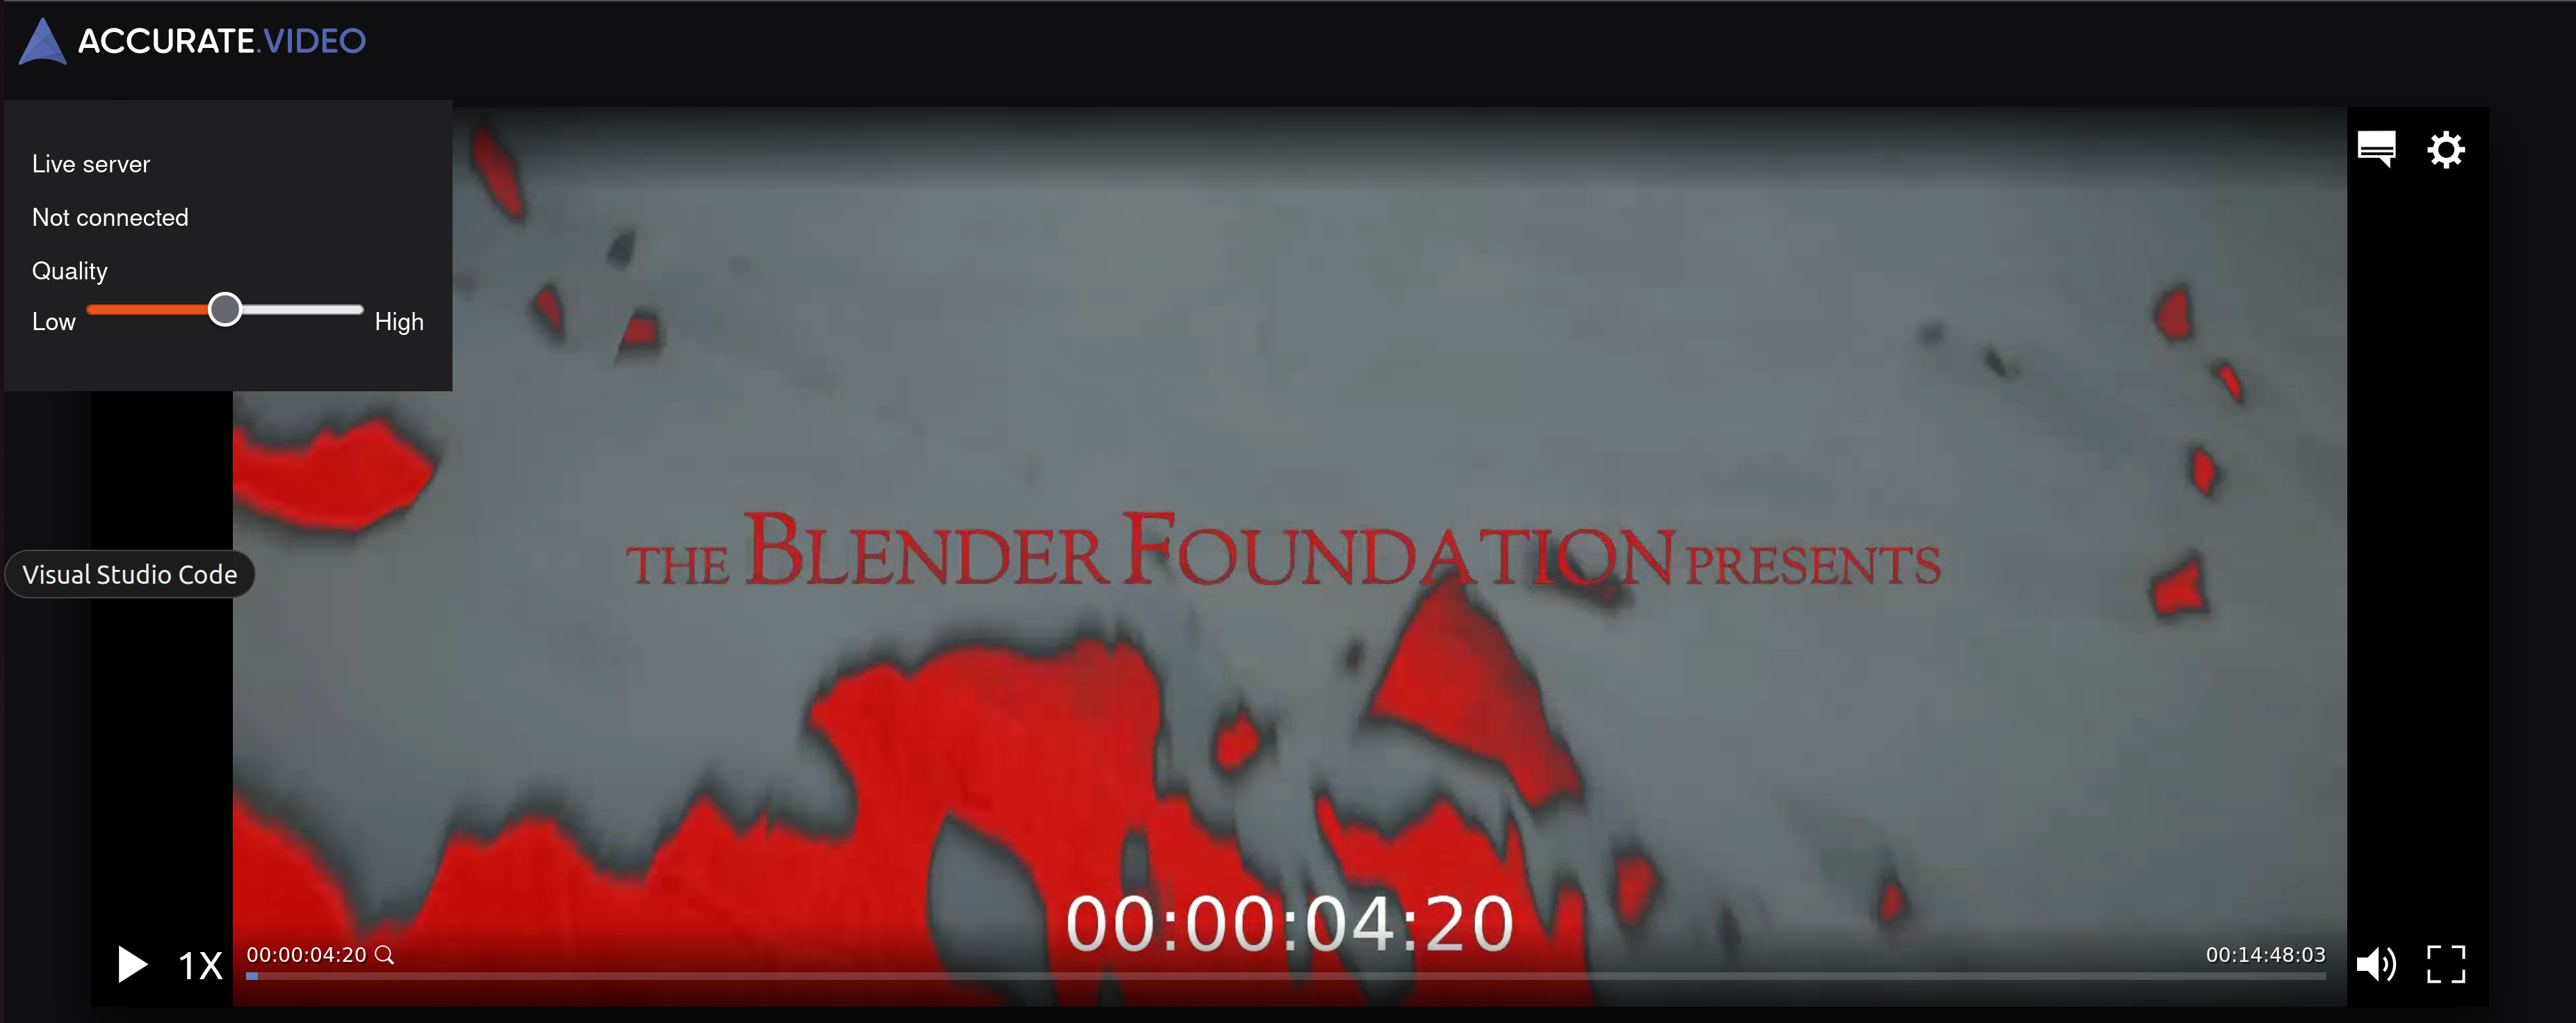 ACCURATE.VIDEO
Live server
Not connected
Quality
Low High
THE BLENDER FOUNDATION PRESENTS
Visual Studio Code
00:00:04:20
1X 00:00:04:20 00:14:48:03